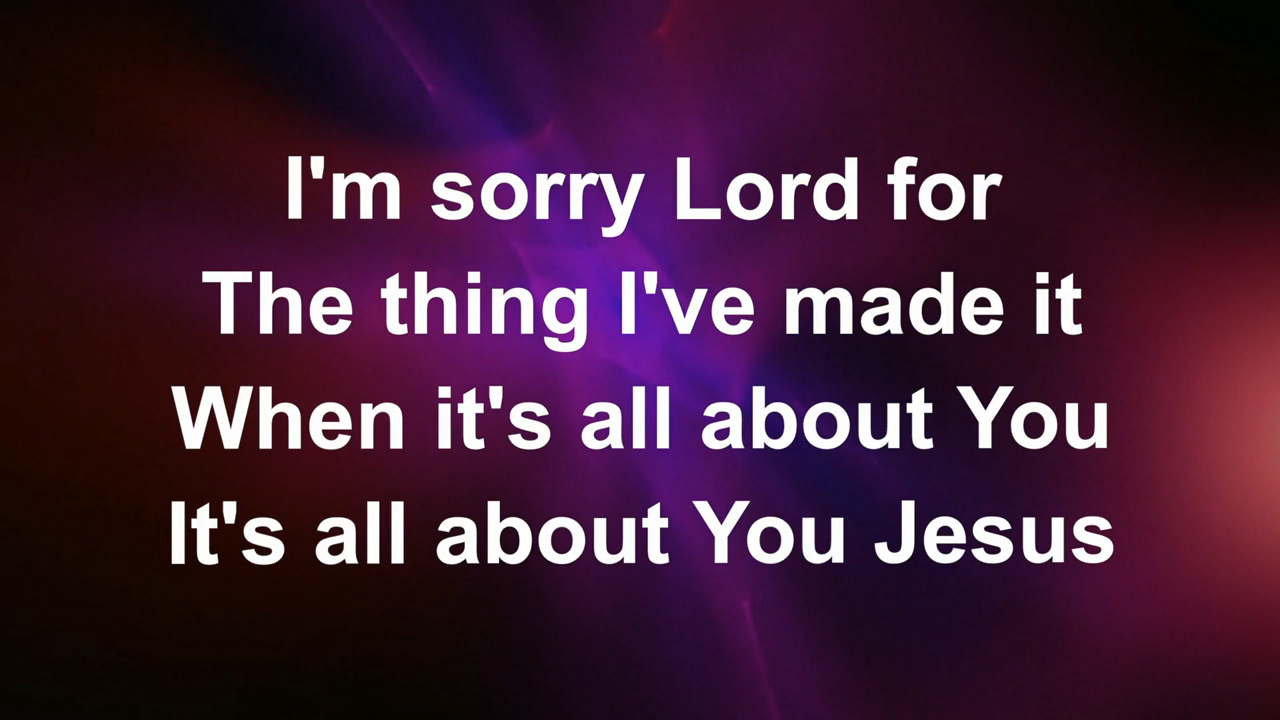 I'm sorry Lord for
The thing I've made it
When it's all about You
It's all about You Jesus